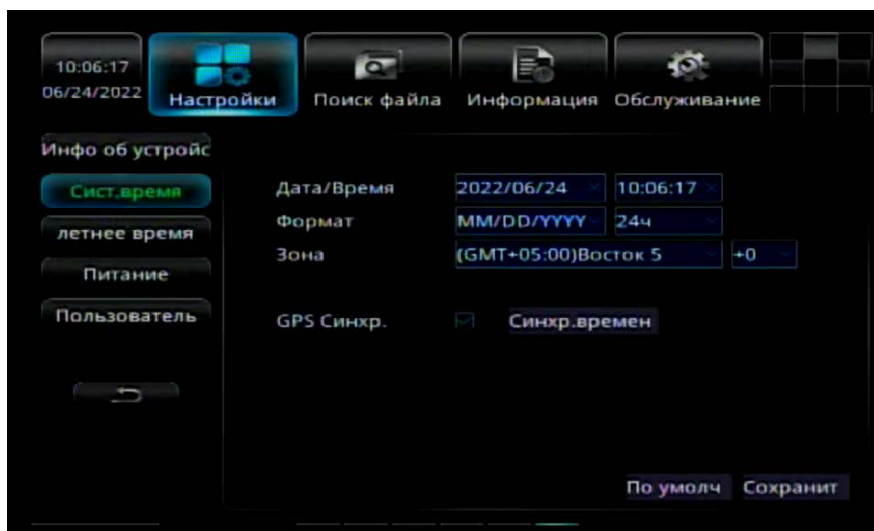 10:06:17
06/24/2022
Настройки
Поиск файла
Информация
Обслуживание
Инфо об устройс
Сист.время
летнее время
Питание
Пользователь
Дата/Время 2022/06/24 10:06:17
Формат MM/DD/YYYY 24ч
Зона (GMT+05:00)Восток 5 +0
GPS Синхр. Синхр.времен
По умолч Сохранит